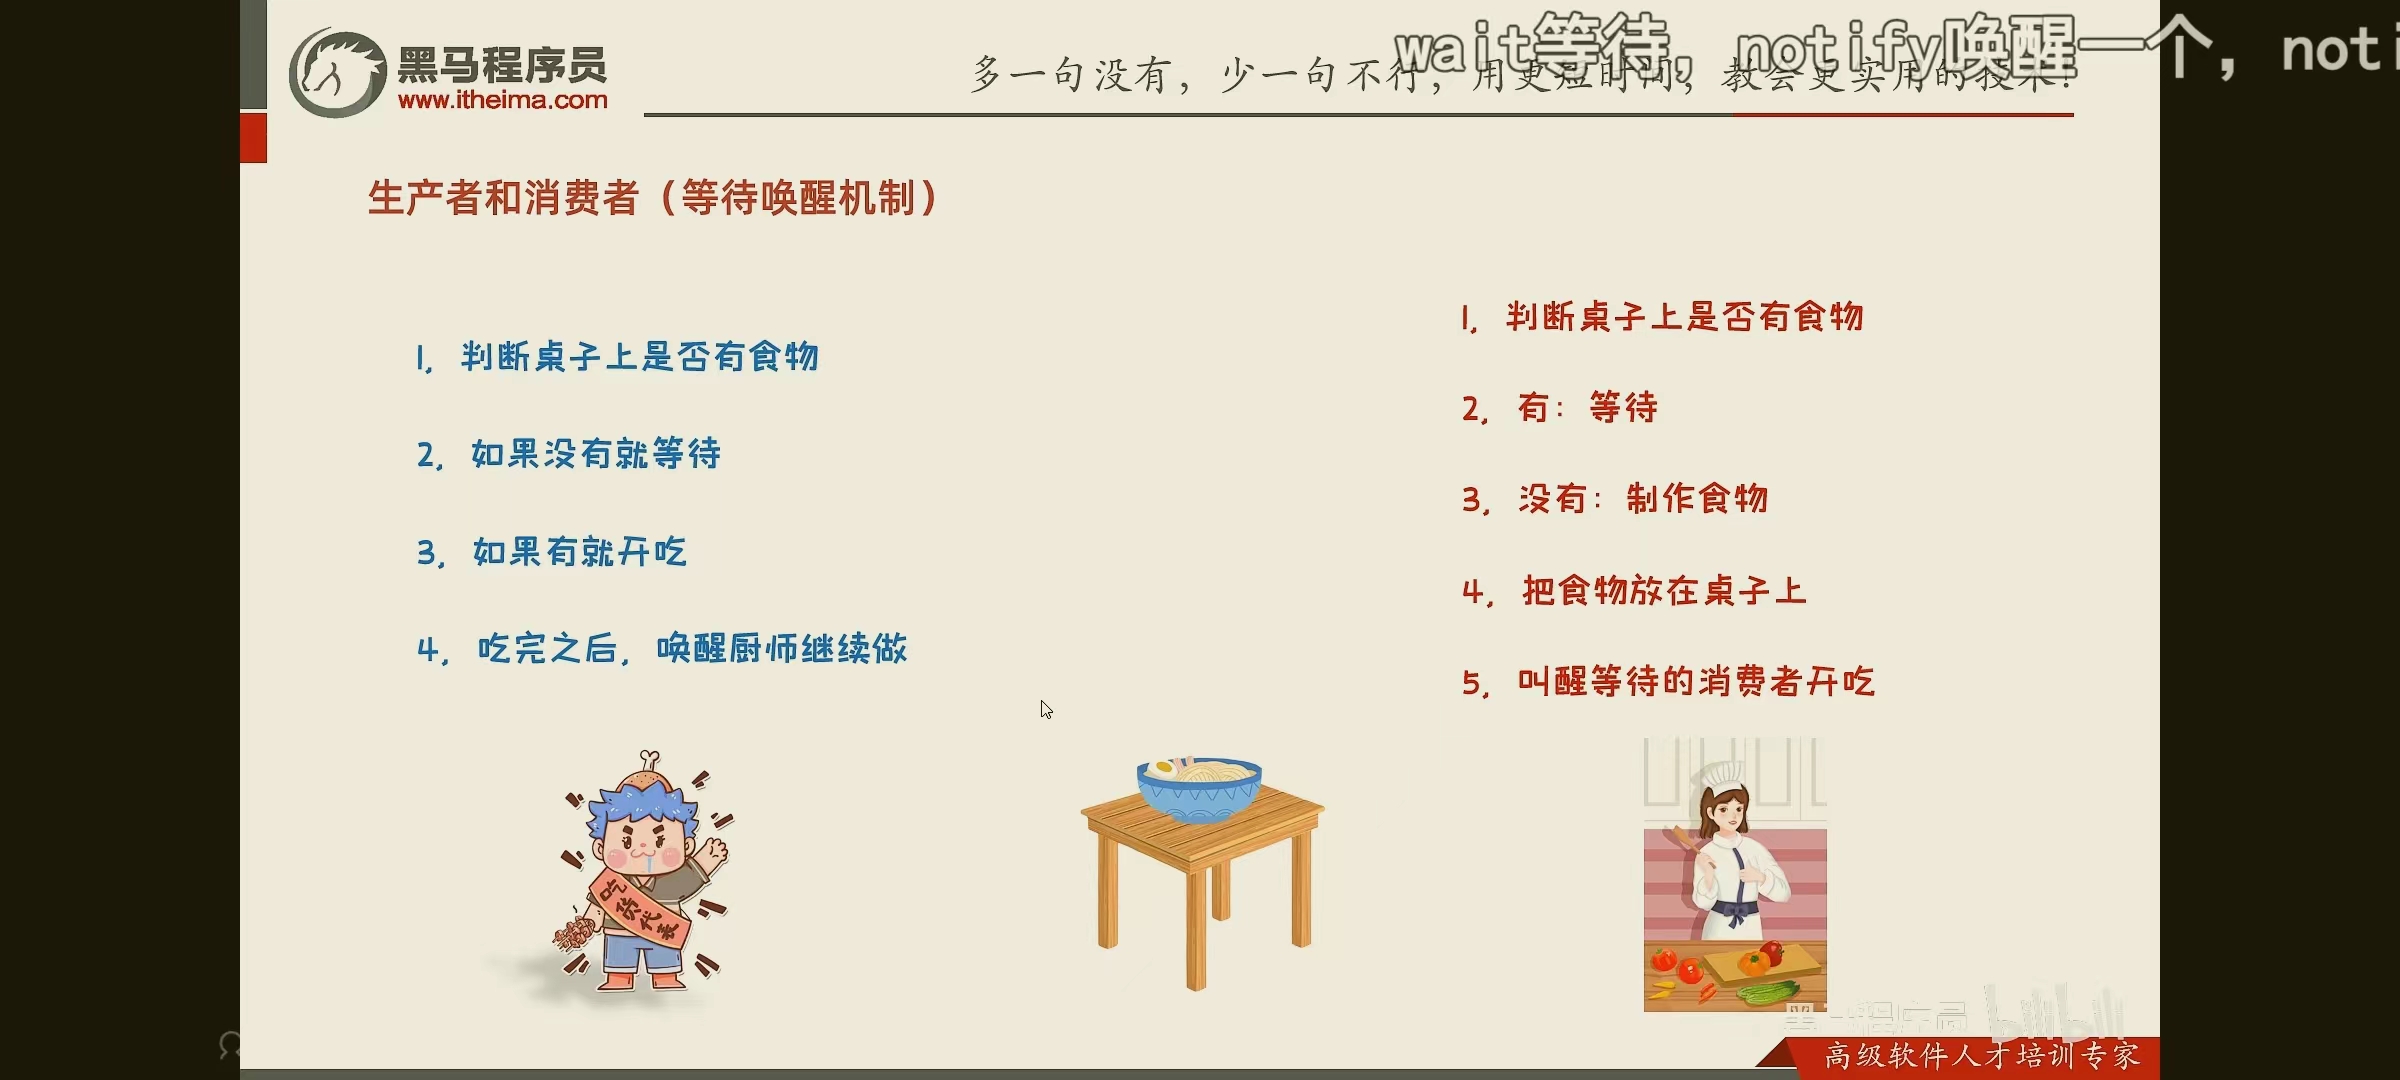 黑马程序员
www.itheima.com
wait等待，notify唤醒一个，noti
多一句没有，少一句不行，用更短时间，教会更实用的技术！
生产者和消费者（等待唤醒机制）
1，判断桌子上是否有食物
2，如果没有就等待
3，如果有就开吃
4，吃完之后，唤醒厨师继续做
1，判断桌子上是否有食物
2，有：等待
3，没有：制作食物
4，把食物放在桌子上
5，叫醒等待的消费者开吃
吃货代表
黑马程序员 bilibili
高级软件人才培训专家